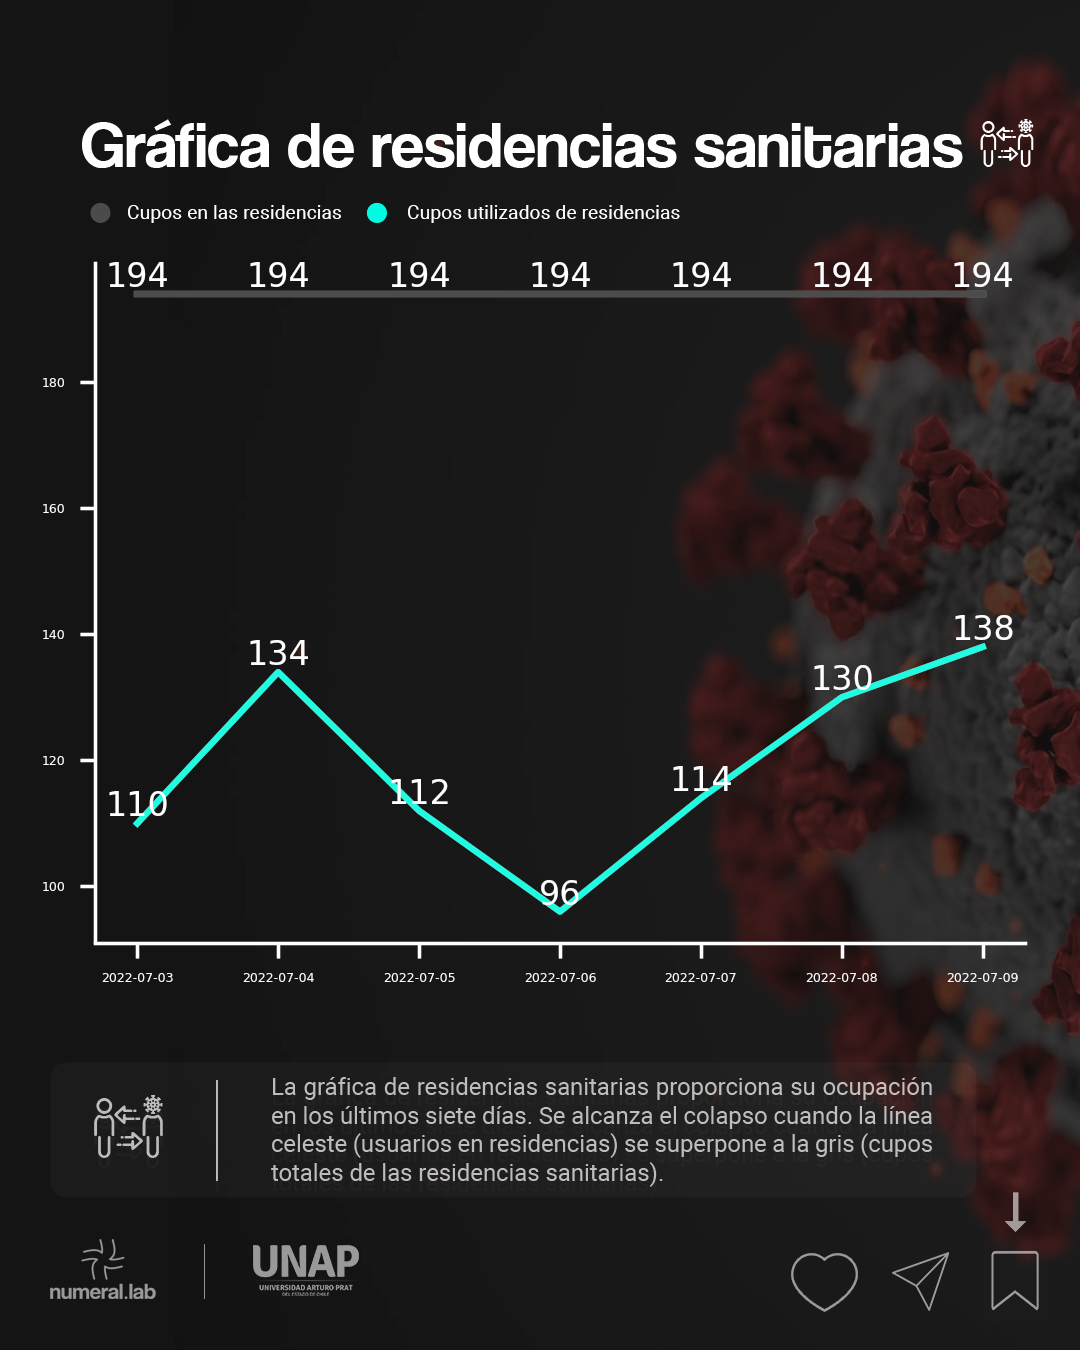 Gráfica de residencias sanitarias
Cupos en las residencias
Cupos utilizados de residencias
194 194 194 194 194 194 194
180
160
140
120
100
110 134 112 96 114 130 138
2022-07-03 2022-07-04 2022-07-05 2022-07-06 2022-07-07 2022-07-08 2022-07-09
La gráfica de residencias sanitarias proporciona su ocupación
en los últimos siete días. Se alcanza el colapso cuando la línea
celeste (usuarios en residencias) se superpone a la gris (cupos
totales de las residencias sanitarias).
numeral.lab
UNAP
UNIVERSIDAD ARTURO PRAT
DEL ESTADO DE CHILE